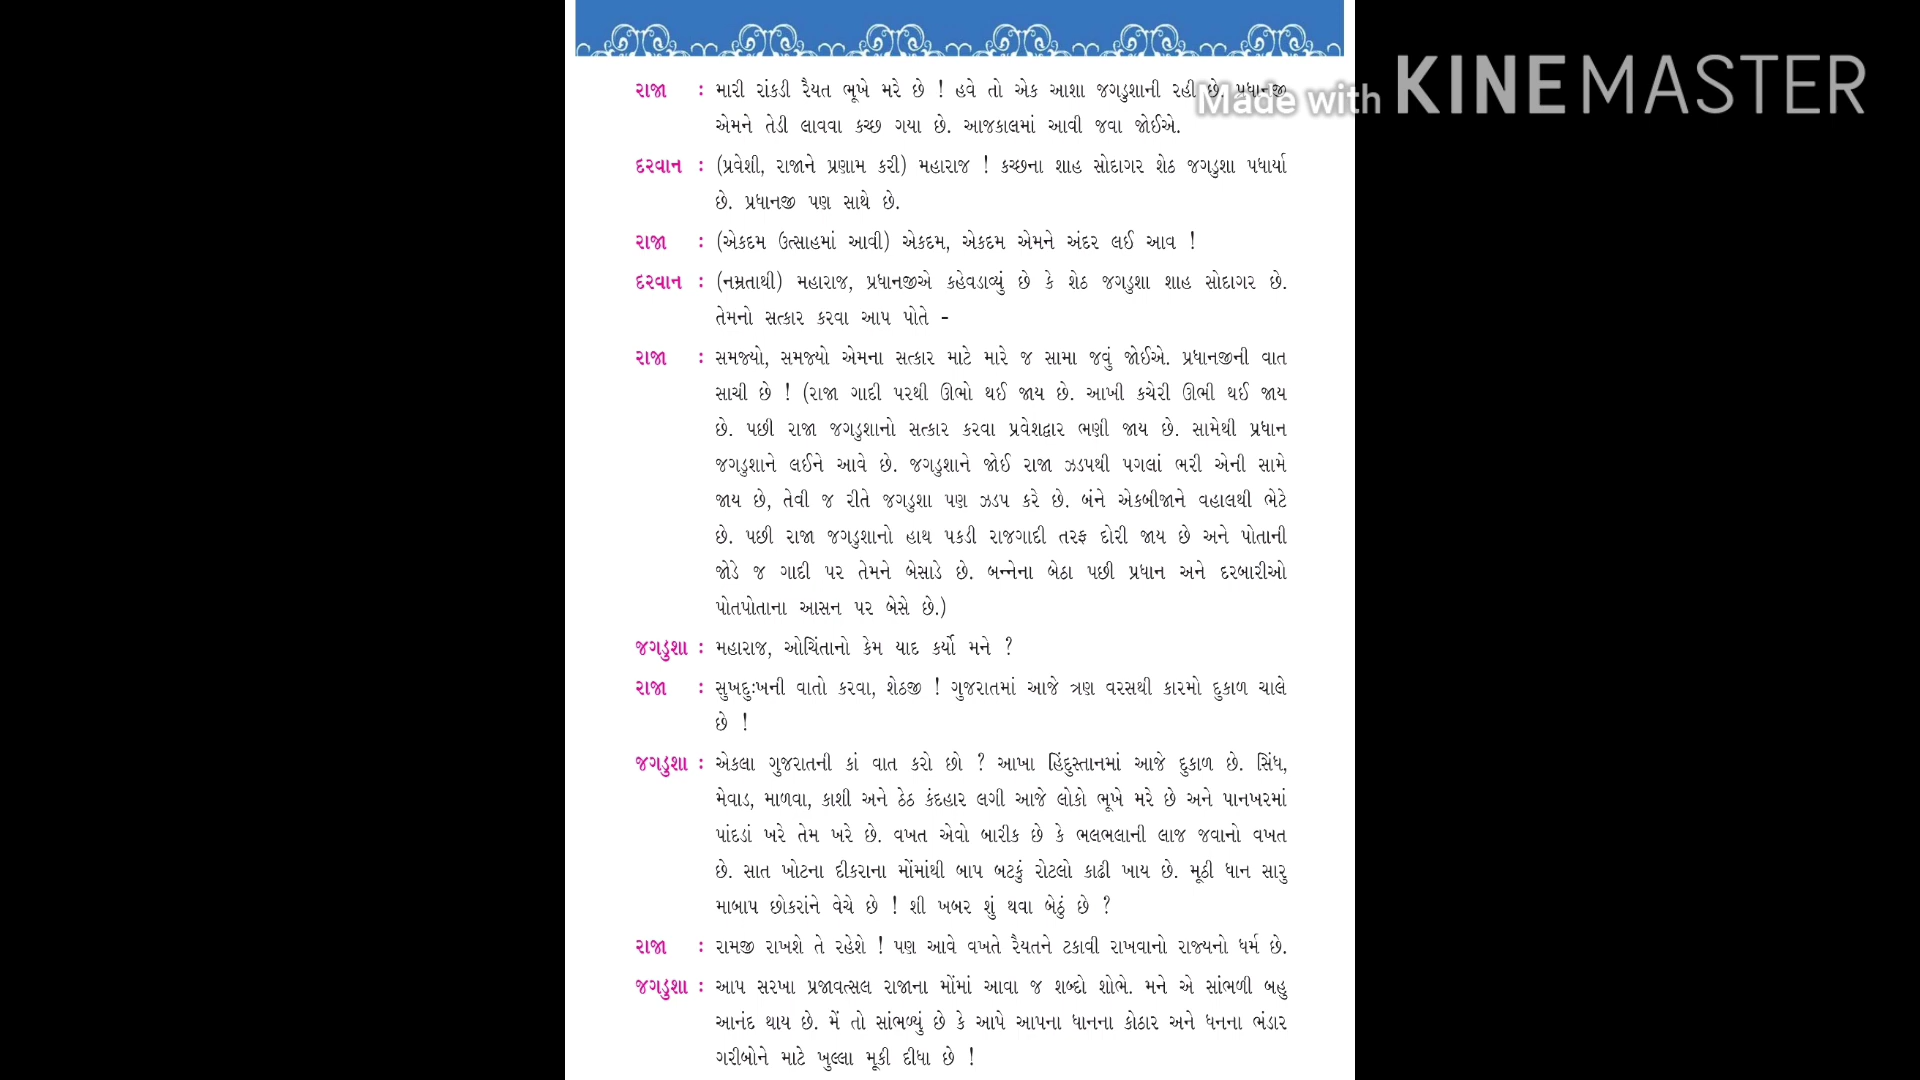 રાજા : મારી રાંકડી રૈયત ભૂખે મરે છે ! હવે તો એક આશા જગડુશાની રહી છે. પ્રધાનજી
એમને તેડી લાવવા કચ્છ ગયા છે. આજકાલમાં આવી જવા જોઈએ.
Made with KINEMASTER
દરવાન : (પ્રવેશી, રાજાને પ્રણામ કરી) મહારાજ ! કચ્છના શાહ સોદાગર શેઠ જગડુશા પધાર્યા
છે. પ્રધાનજી પણ સાથે છે.
રાજા : (એકદમ ઉત્સાહમાં આવી) એકદમ, એકદમ એમને અંદર લઈ આવ !
દરવાન : (નમ્રતાથી) મહારાજ, પ્રધાનજીએ કહેવડાવ્યું છે કે શેઠ જગડુશા શાહ સોદાગર છે.
તેમનો સત્કાર કરવા આપ પોતે -
રાજા : સમજ્યો, સમજ્યો એમના સત્કાર માટે મારે જ સામા જવું જોઈએ. પ્રધાનજીની વાત
સાચી છે ! (રાજા ગાદી પરથી ઊભો થઈ જાય છે. આખી કચેરી ઊભી થઈ જાય
છે. પછી રાજા જગડુશાનો સત્કાર કરવા પ્રવેશદ્વાર ભણી જાય છે. સામેથી પ્રધાન
જગડુશાને લઈને આવે છે. જગડુશાને જોઈ રાજા ઝડપથી પગલાં ભરી એની સામે
જાય છે, તેવી જ રીતે જગડુશા પણ ઝડપ કરે છે. બંને એકબીજાને વહાલથી ભેટે
છે. પછી રાજા જગડુશાનો હાથ પકડી રાજગાદી તરફ દોરી જાય છે અને પોતાની
જોડે જ ગાદી પર તેમને બેસાડે છે. બન્નેના બેઠા પછી પ્રધાન અને દરબારીઓ
પોતપોતાના આસન પર બેસે છે.)
જગડુશા : મહારાજ, ઓચિંતાનો કેમ યાદ કર્યો મને ?
રાજા : સુખદુઃખની વાતો કરવા, શેઠજી ! ગુજરાતમાં આજે ત્રણ વરસથી કારમો દુકાળ ચાલે
છે !
જગડુશા : એકલા ગુજરાતની કાં વાત કરો છો ? આખા હિંદુસ્તાનમાં આજે દુકાળ છે. સિંધ,
મેવાડ, માળવા, કાશી અને ઠેઠ કંદહાર લગી આજે લોકો ભૂખે મરે છે અને પાનખરમાં
પાંદડાં ખરે તેમ ખરે છે. વખત એવો બારીક છે કે ભલભલાની લાજ જવાનો વખત
છે. સાત ખોટના દીકરાના મોંમાંથી બાપ બટકું રોટલો કાઢી ખાય છે. મૂઠી ધાન સારુ
માબાપ છોકરાંને વેચે છે ! શી ખબર શું થવા બેઠું છે ?
રાજા : રામજી રાખશે તે રહેશે ! પણ આવે વખતે રૈયતને ટકાવી રાખવાનો રાજ્યનો ધર્મ છે.
જગડુશા : આપ સરખા પ્રજાવત્સલ રાજાના મોંમાં આવા જ શબ્દો શોભે. મને એ સાંભળી બહુ
આનંદ થાય છે. મેં તો સાંભળ્યું છે કે આપે આપના ધાનના કોઠાર અને ધનના ભંડાર
ગરીબોને માટે ખુલ્લા મૂકી દીધા છે !